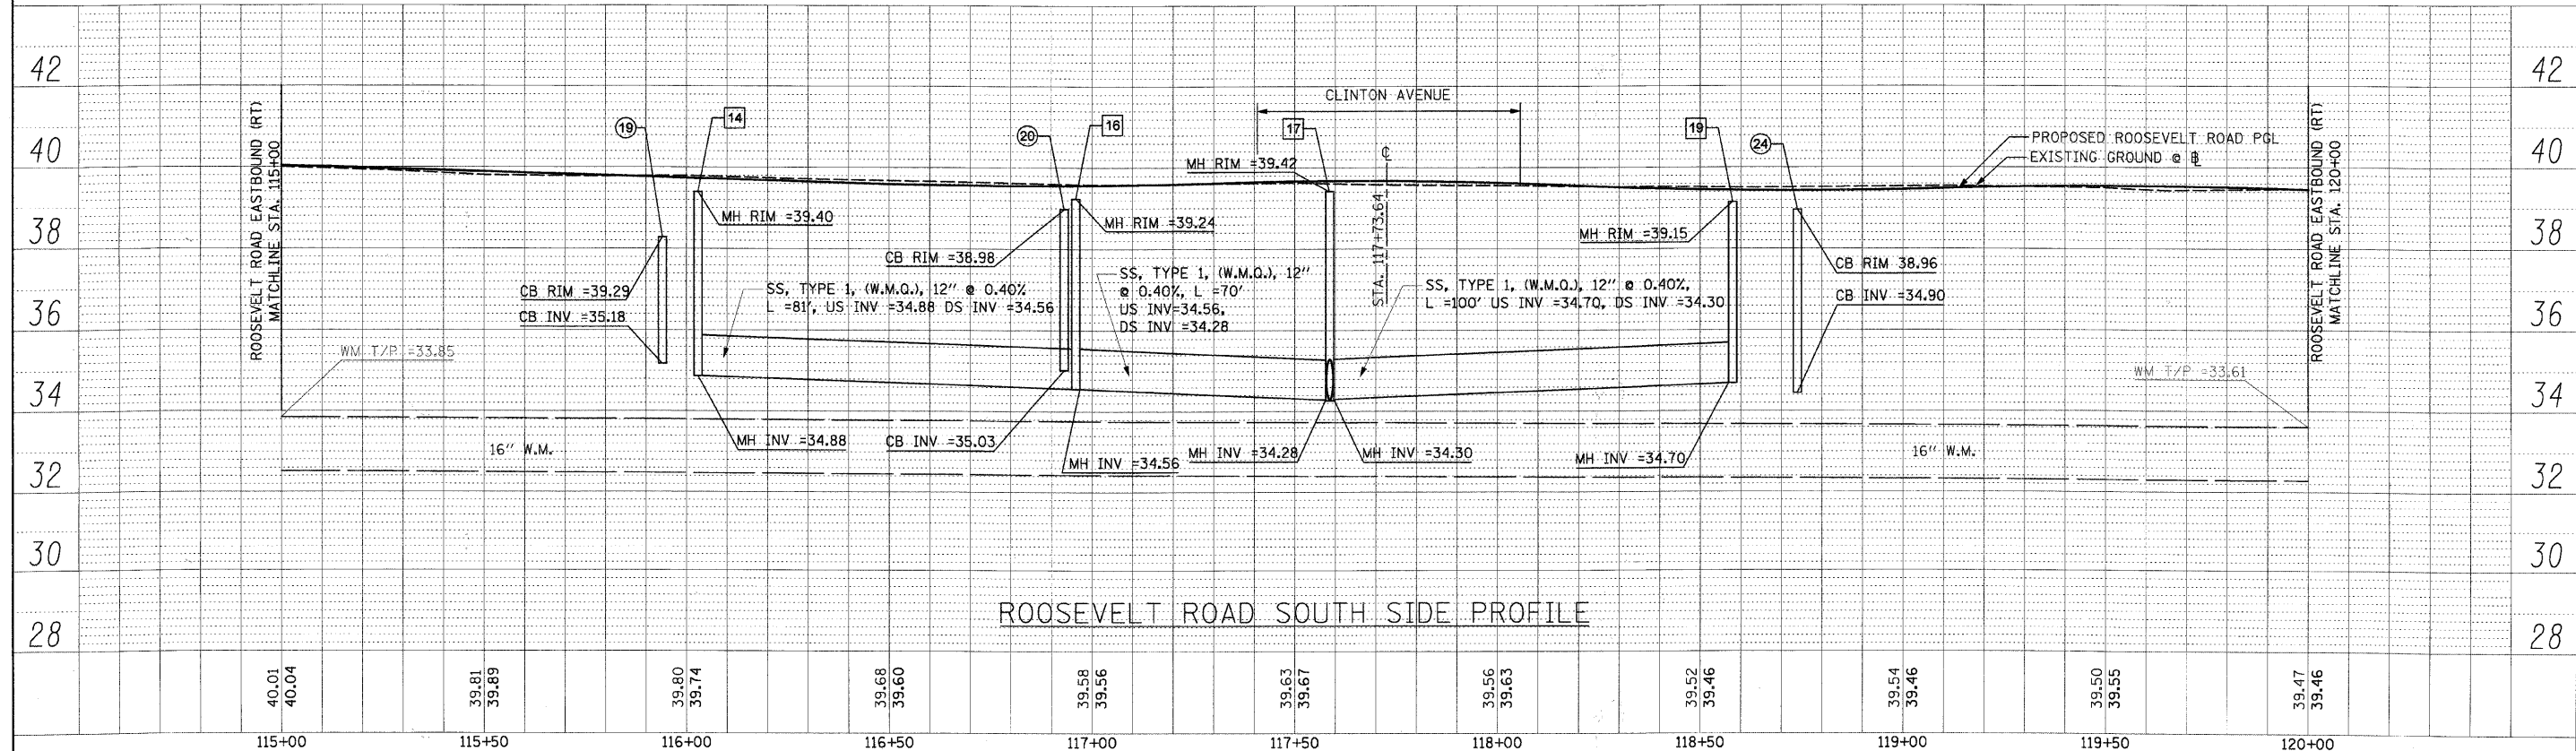 42
42
40
40
38
38
36
36
34
34
32
32
30
30
28
28
ROOSEVELT ROAD EASTBOUND (RT)
MATCHLINE STA. 115+00
WM T/P =33.85
16" W.M.
19
14
CB RIM =39.29
CB INV =35.18
MH RIM =39.40
SS, TYPE 1, (W.M.Q.), 12" @ 0.40%
L =81', US INV =34.88 DS INV =34.56
MH INV =34.88
20
16
CB RIM =38.98
MH RIM =39.24
CB INV =35.03
MH INV =34.56
SS, TYPE 1, (W.M.Q.), 12"
@ 0.40%, L =70'
US INV=34.56,
DS INV =34.28
17
MH RIM =39.42
CLINTON AVENUE
℄
STA. 117+73.64
MH INV =34.28
MH INV =34.30
SS, TYPE 1, (W.M.Q.), 12" @ 0.40%,
L =100' US INV =34.70, DS INV =34.30
19
24
MH RIM =39.15
MH INV =34.70
CB RIM 38.96
CB INV =34.90
PROPOSED ROOSEVELT ROAD PGL
EXISTING GROUND @ B
16" W.M.
WM T/P =33.61
ROOSEVELT ROAD EASTBOUND (RT)
MATCHLINE STA. 120+00
ROOSEVELT ROAD SOUTH SIDE PROFILE
40.01
40.04
39.81
39.89
39.80
39.74
39.68
39.60
39.58
39.56
39.63
39.67
39.56
39.63
39.52
39.46
39.54
39.46
39.50
39.55
39.47
39.46
115+00
115+50
116+00
116+50
117+00
117+50
118+00
118+50
119+00
119+50
120+00